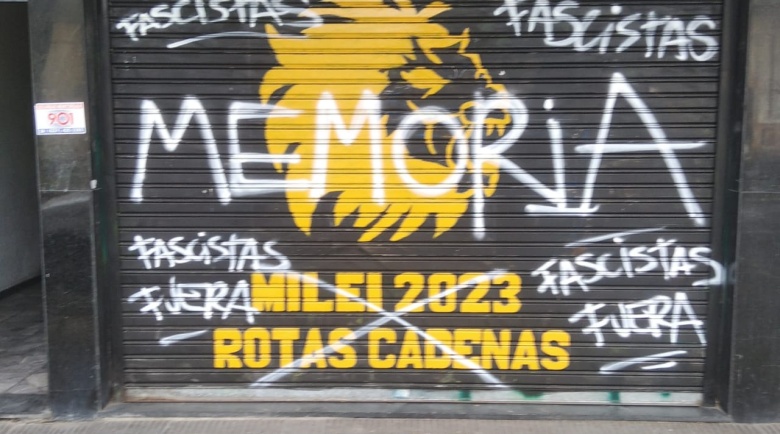 FASCISTAS
FASCISTAS
MEMORiA
FASCISTAS
FUERA
FASCISTAS
FUERA
MILEI 2023
ROTAS CADENAS
901